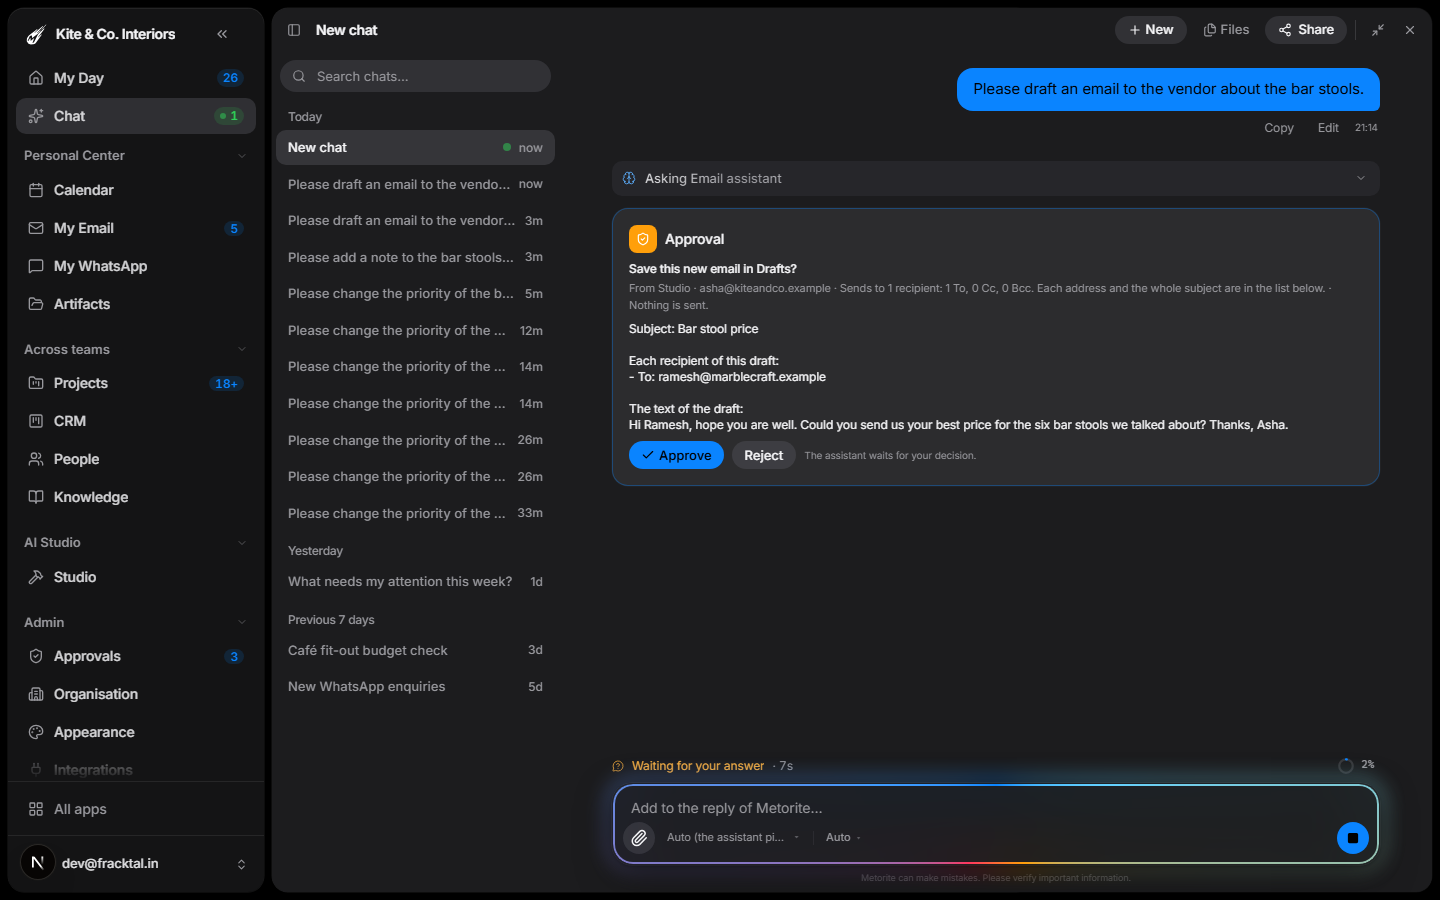 Kite & Co. Interiors
My Day 26
Chat 1
Personal Center
Calendar
My Email 5
My WhatsApp
Artifacts
Across teams
Projects 18+
CRM
People
Knowledge
AI Studio
Studio
Admin
Approvals 3
Organisation
Appearance
Integrations
All apps
N dev@fracktal.in
New chat
New
Files
Share
Search chats...
Today
New chat now
Please draft an email to the vendo... now
Please draft an email to the vendor... 3m
Please add a note to the bar stools... 3m
Please change the priority of the b... 5m
Please change the priority of the ... 12m
Please change the priority of the ... 14m
Please change the priority of the ... 14m
Please change the priority of the ... 26m
Please change the priority of the ... 26m
Please change the priority of the ... 33m
Yesterday
What needs my attention this week? 1d
Previous 7 days
Café fit-out budget check 3d
New WhatsApp enquiries 5d
Please draft an email to the vendor about the bar stools.
Copy Edit 21:14
Asking Email assistant
Approval
Save this new email in Drafts?
From Studio · asha@kiteandco.example · Sends to 1 recipient: 1 To, 0 Cc, 0 Bcc. Each address and the whole subject are in the list below. ·
Nothing is sent.
Subject: Bar stool price
Each recipient of this draft:
- To: ramesh@marblecraft.example
The text of the draft:
Hi Ramesh, hope you are well. Could you send us your best price for the six bar stools we talked about? Thanks, Asha.
Approve Reject The assistant waits for your decision.
Waiting for your answer · 7s 2%
Add to the reply of Metorite...
Auto (the assistant pi... Auto
Metorite can make mistakes. Please verify important information.